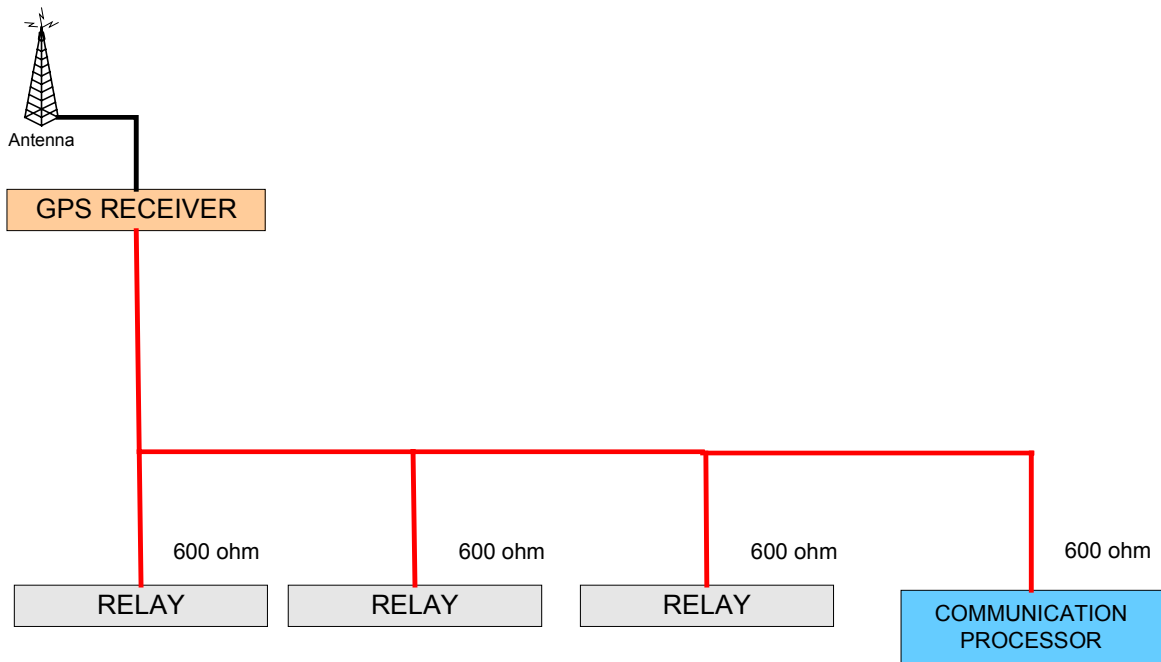 Antenna
GPS RECEIVER
600 ohm
600 ohm
600 ohm
600 ohm
RELAY
RELAY
RELAY
COMMUNICATION
PROCESSOR